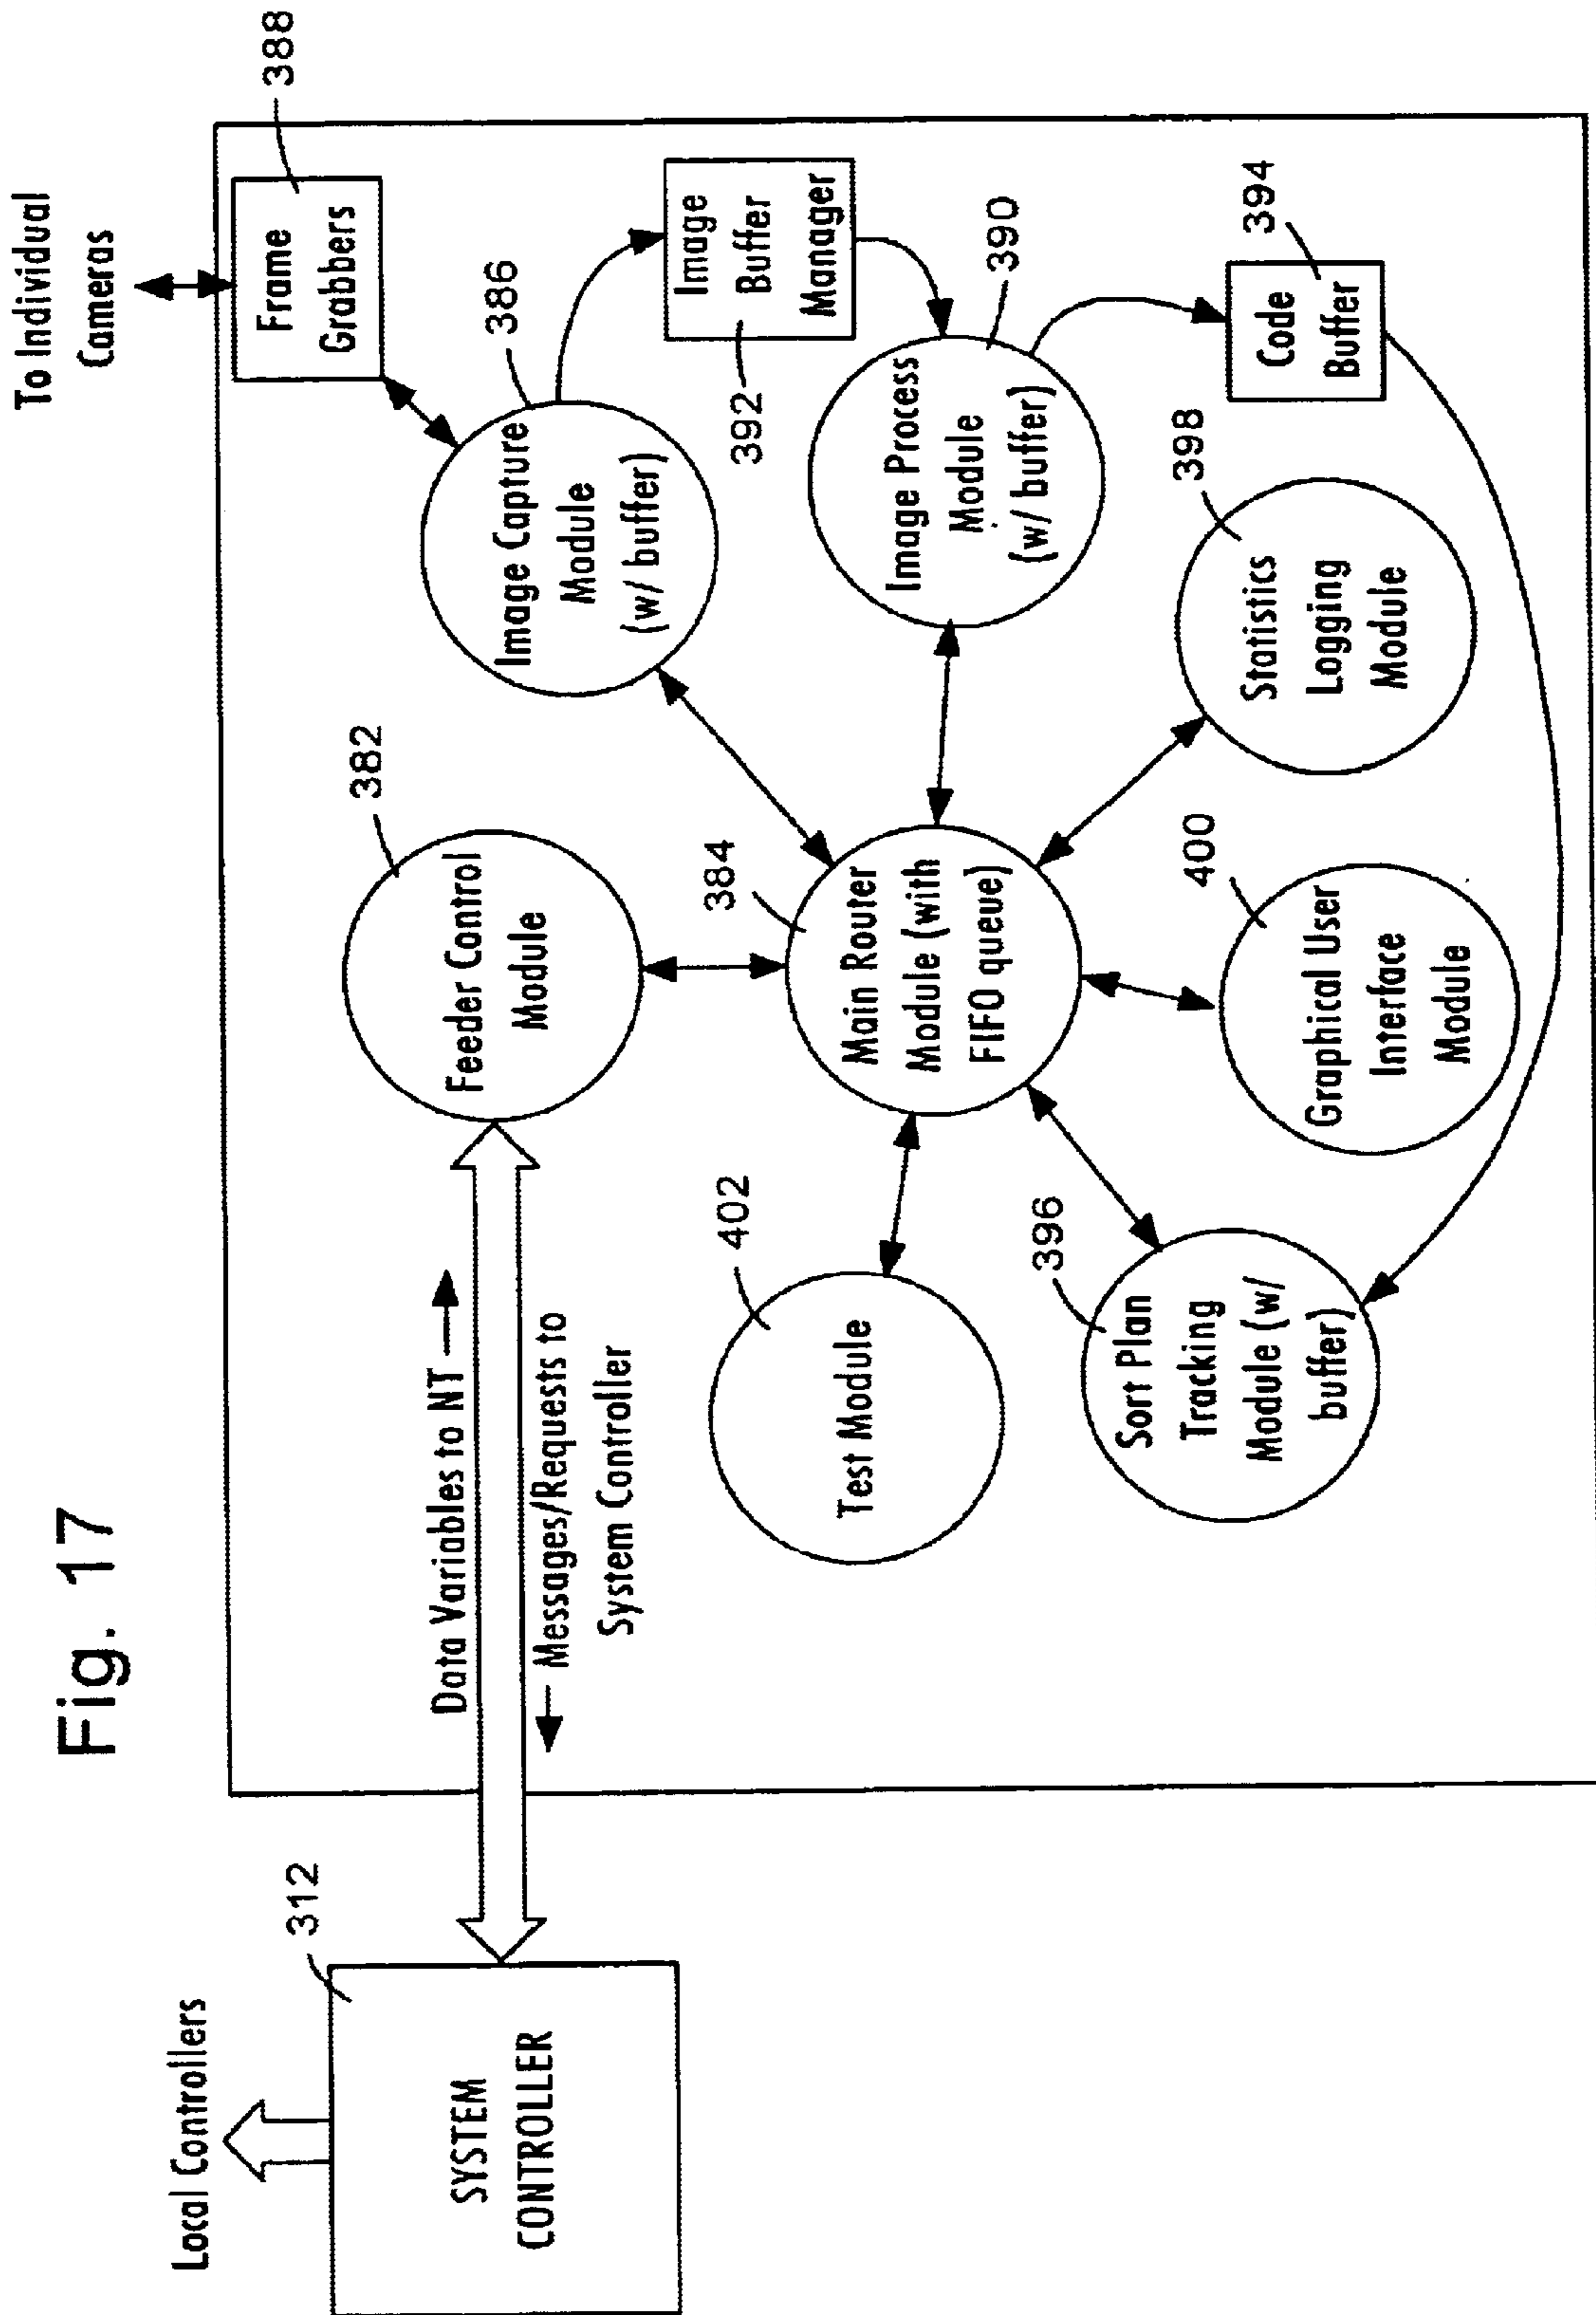 Fig. 17
To Individual
Cameras
388
Frame
Grabbers
Local Controllers
312
SYSTEM
CONTROLLER
Data Variables to NT
Messages/Requests to
System Controller
382
Feeder Control
Module
386
Image Capture
Module
(w/ buffer)
392
Image
Buffer
Manager
384
Main Router
Module (with
FIFO queue)
390
Image Process
Module
(w/ buffer)
394
Code
Buffer
402
Test Module
396
Sort Plan
Tracking
Module (w/
buffer)
400
Graphical User
Interface
Module
398
Statistics
Logging
Module